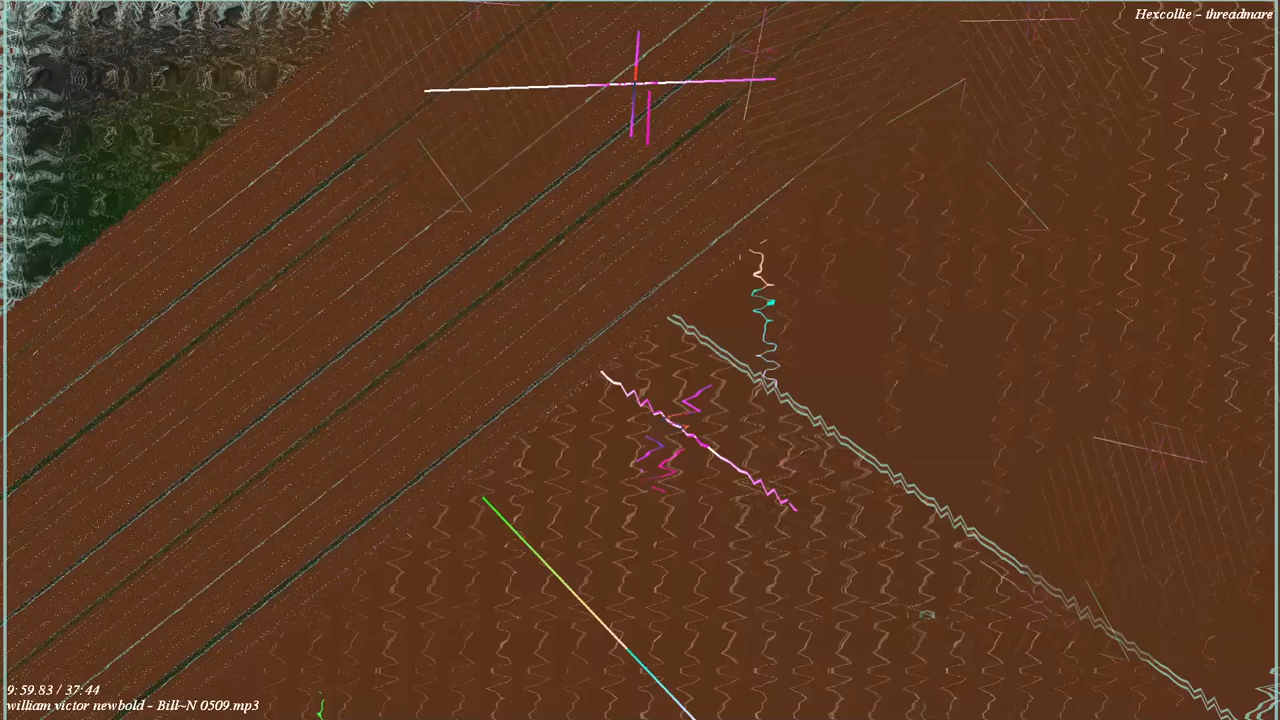 Hexcollie - threadmare
9:59.83 / 37:44
william victor newbold - Bill~N 0509.mp3